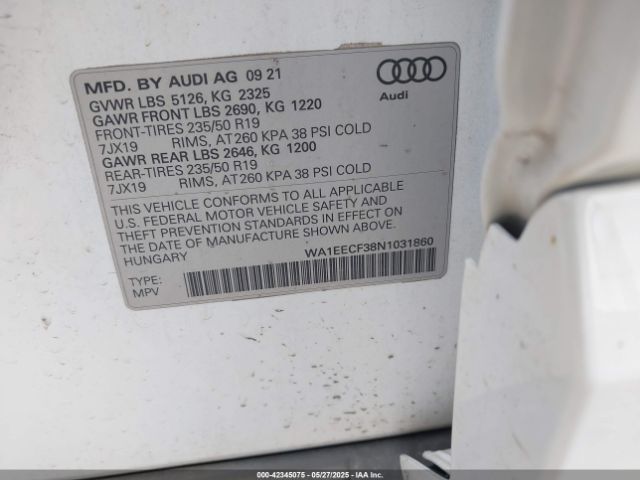 MFD. BY AUDI AG 09 21
GVWR LBS 5126, KG 2325
GAWR FRONT LBS 2690, KG 1220
FRONT-TIRES 235/50 R19
7JX19 RIMS, AT260 KPA 38 PSI COLD
GAWR REAR LBS 2646, KG 1200
REAR-TIRES 235/50 R19
7JX19 RIMS, AT260 KPA 38 PSI COLD
Audi
THIS VEHICLE CONFORMS TO ALL APPLICABLE
U.S. FEDERAL MOTOR VEHICLE SAFETY AND
THEFT PREVENTION STANDARDS IN EFFECT ON
THE DATE OF MANUFACTURE SHOWN ABOVE.
HUNGARY WA1EECF38N1031860
TYPE:
MPV
000-42345075 | 05/27/2025 | IAAI.COM